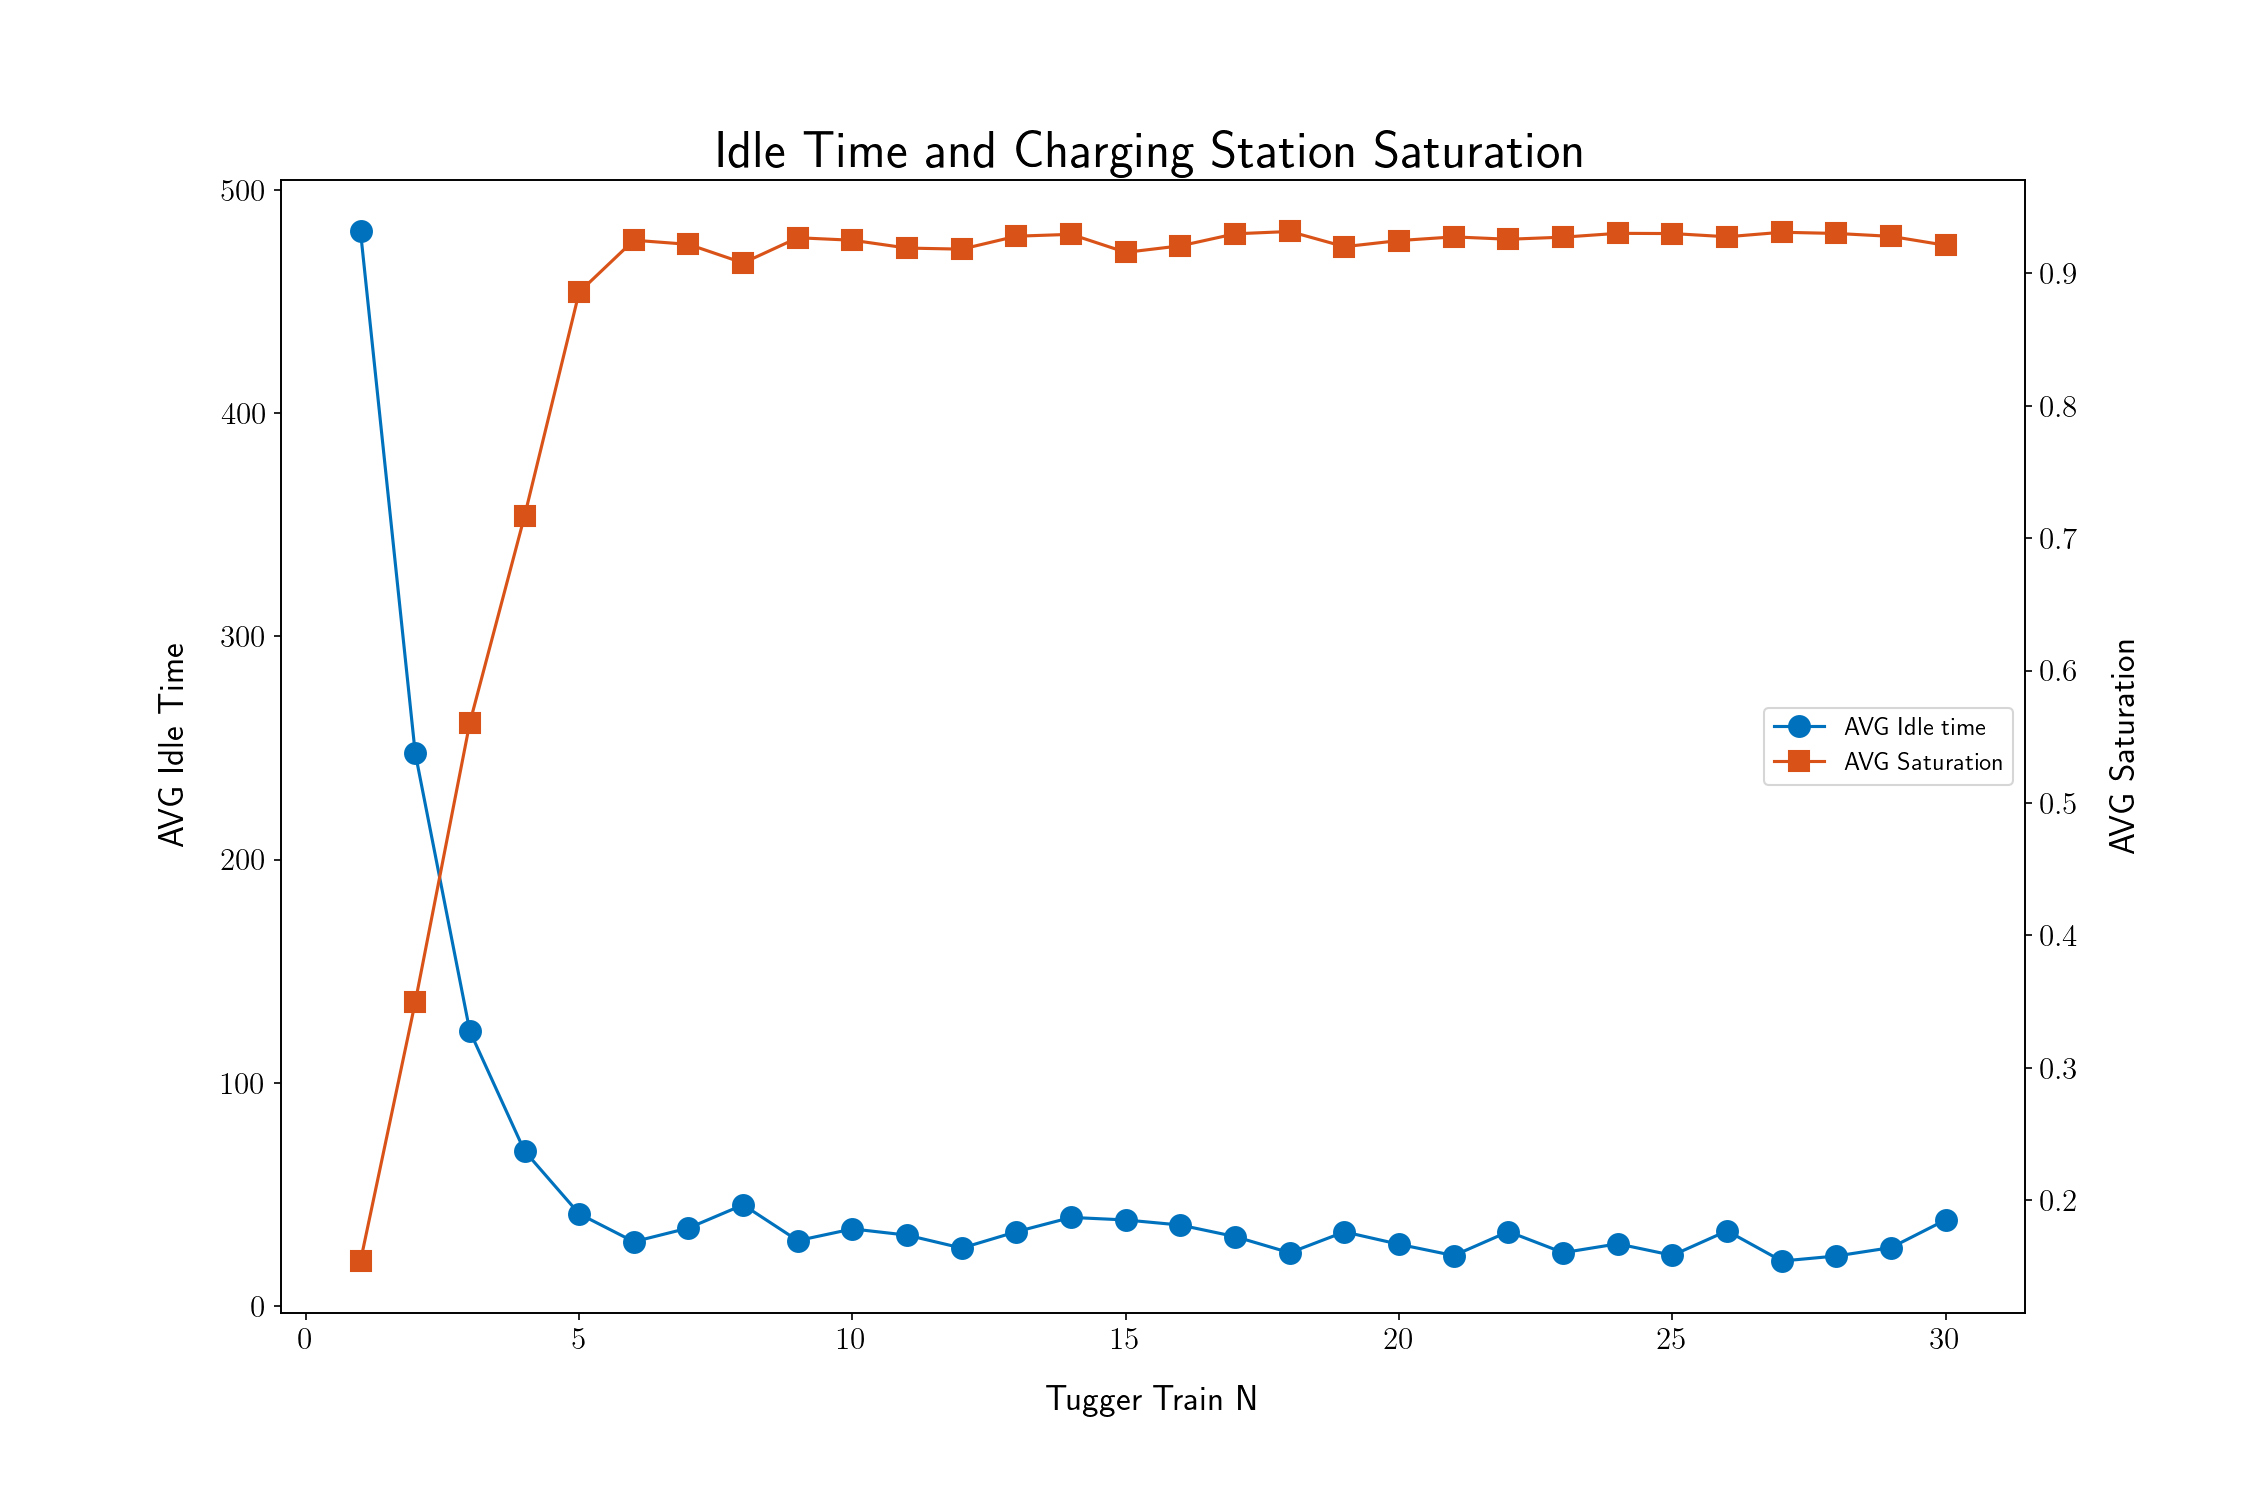 Idle Time and Charging Station Saturation
500
400
300
200
100
0
AVG Idle Time
0.9
0.8
0.7
0.6
0.5
0.4
0.3
0.2
AVG Saturation
AVG Idle time
AVG Saturation
0 5 10 15 20 25 30
Tugger Train N